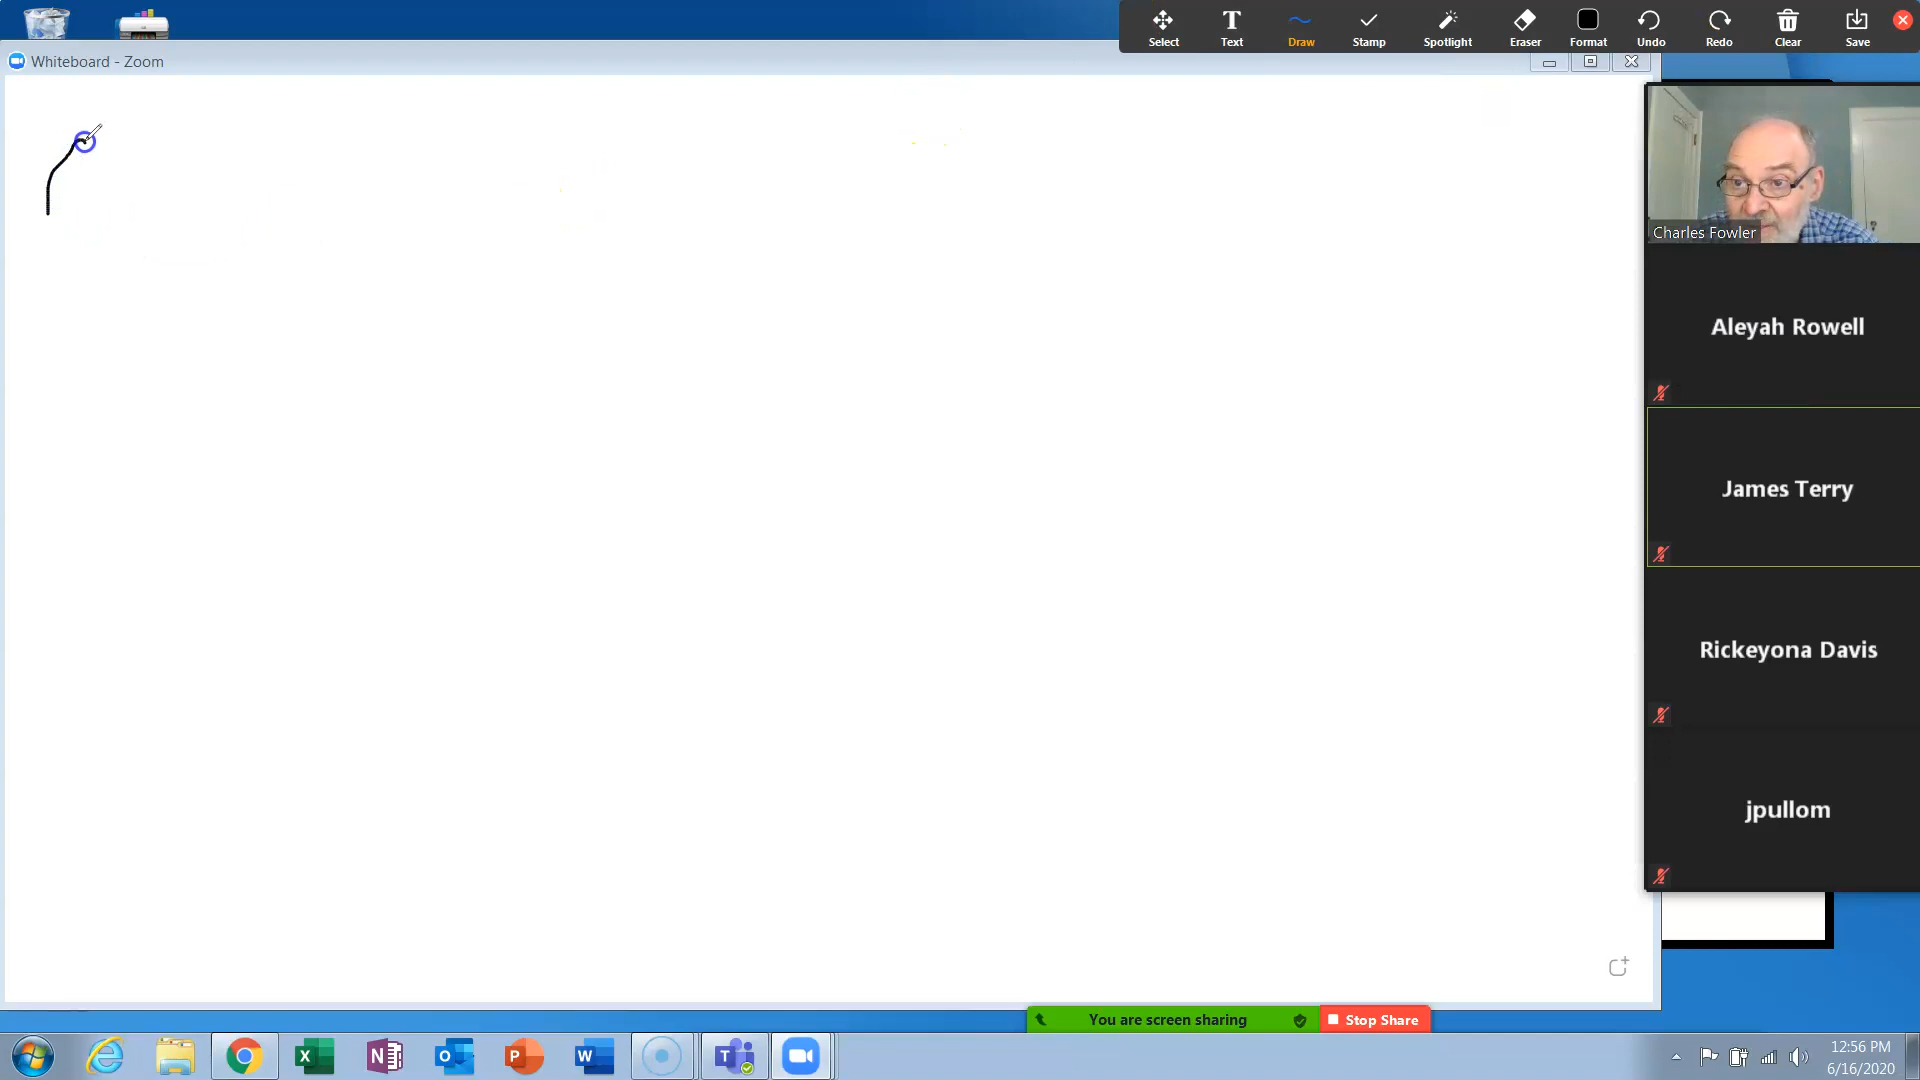 Select
Text
Draw
Stamp
Spotlight
Eraser
Format
Undo
Redo
Clear
Save
Whiteboard - Zoom
Charles Fowler
Aleyah Rowell
James Terry
Rickeyona Davis
jpullom
You are screen sharing
Stop Share
12:56 PM
6/16/2020